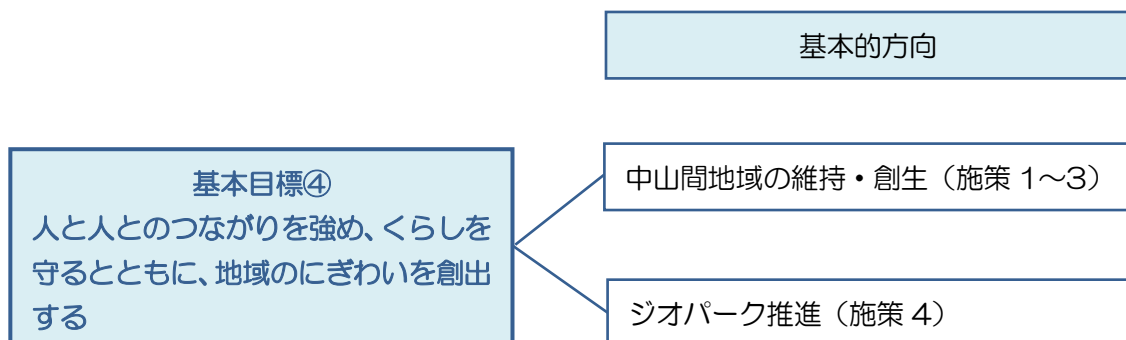 基本的方向
基本目標④
人と人とのつながりを強め、くらしを
守るとともに、地域のにぎわいを創出
する
中山間地域の維持・創生（施策 1～3）
ジオパーク推進（施策 4）